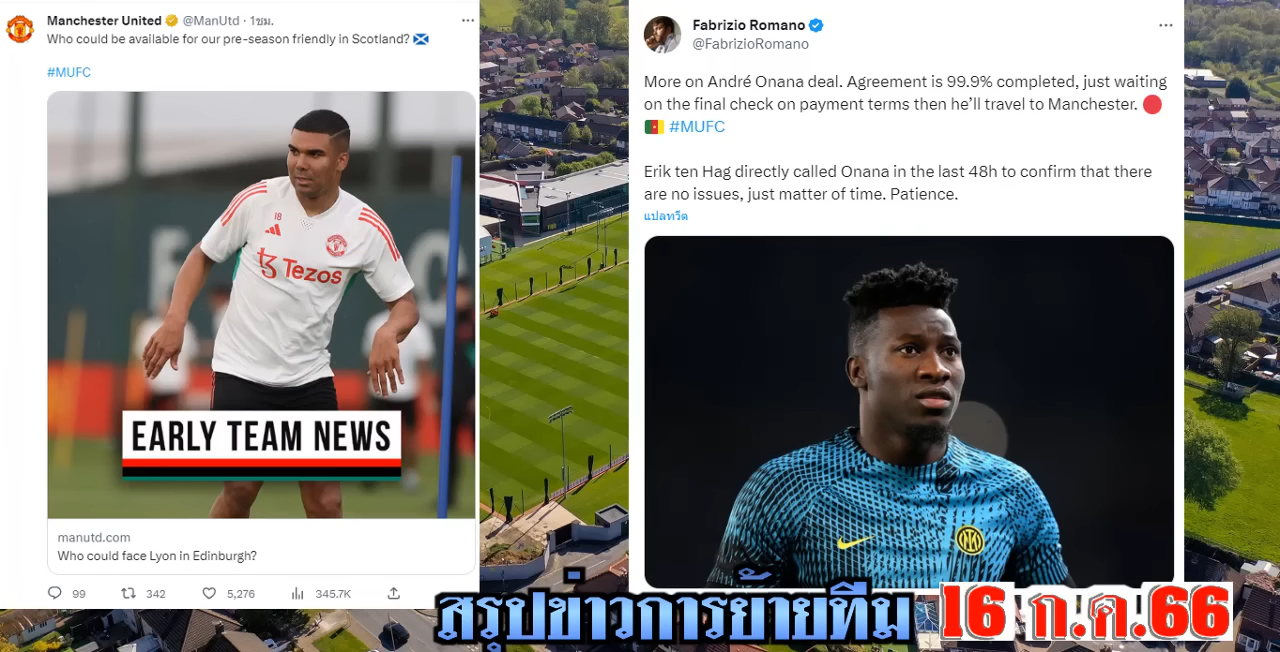 Manchester United @ManUtd · 1ชม.
Who could be available for our pre-season friendly in Scotland?
#MUFC
18
Tezos
EARLY TEAM NEWS
manutd.com
Who could face Lyon in Edinburgh?
99 342 5,276 345.7K
Fabrizio Romano
@FabrizioRomano
More on André Onana deal. Agreement is 99.9% completed, just waiting
on the final check on payment terms then he'll travel to Manchester.
#MUFC
Erik ten Hag directly called Onana in the last 48h to confirm that there
are no issues, just matter of time. Patience.
แปลทวีต
สรุปข่าวการย้ายทีม 16 ก.ค.66